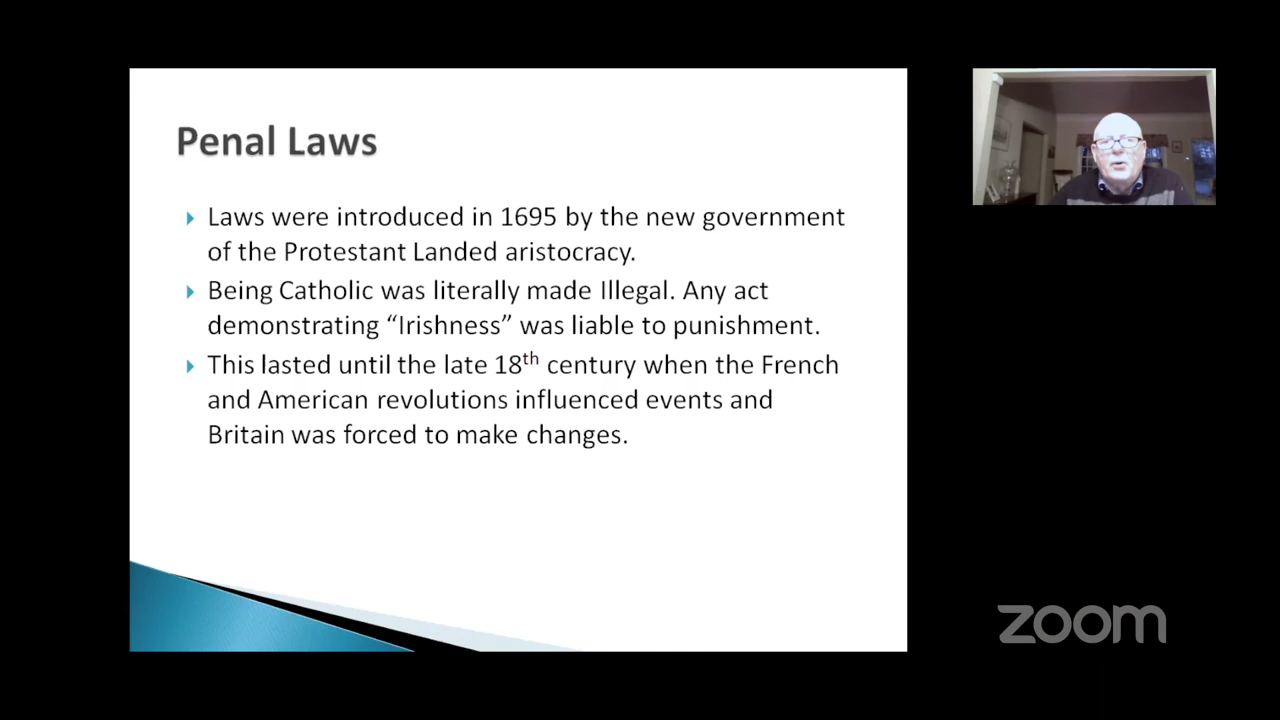 Penal Laws
Laws were introduced in 1695 by the new government
of the Protestant Landed aristocracy.
Being Catholic was literally made Illegal. Any act
demonstrating “Irishness” was liable to punishment.
This lasted until the late 18th century when the French
and American revolutions influenced events and
Britain was forced to make changes.
zoom